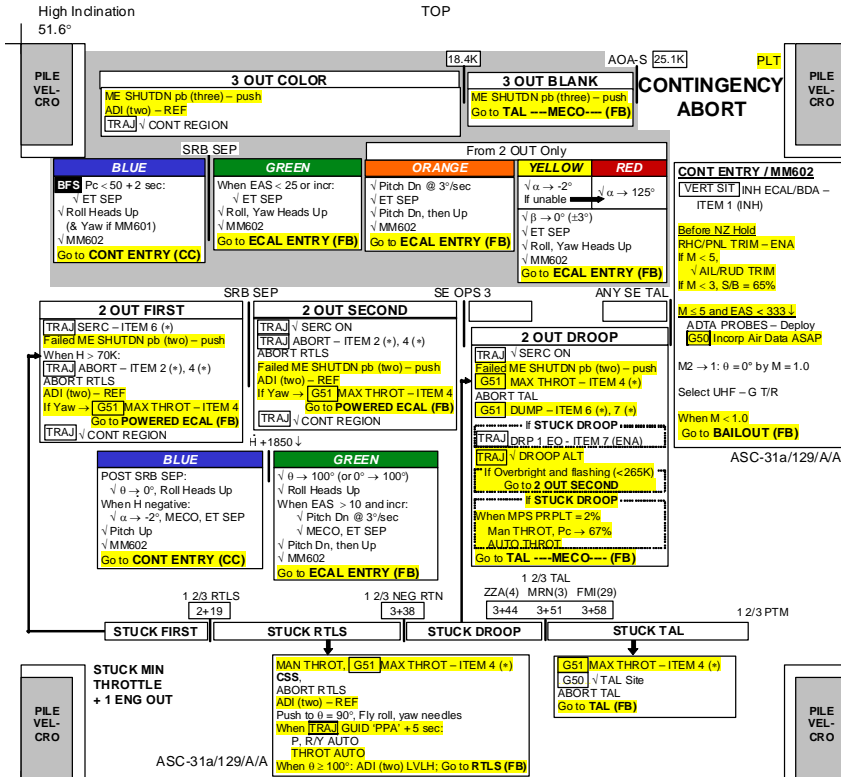 High Inclination
51.6°
TOP
PILE
VEL-
CRO
18.4K
AOA-S 25.1K
PLT
PILE
VEL-
CRO
CONTINGENCY
ABORT
3 OUT COLOR
ME SHUTDN pb (three) – push
ADI (two) – REF
TRAJ √ CONT REGION
3 OUT BLANK
ME SHUTDN pb (three) – push
Go to TAL ----MECO---- (FB)
SRB SEP
From 2 OUT Only
BLUE
BFS Pc < 50 + 2 sec:
√ ET SEP
√ Roll Heads Up
(& Yaw if MM601)
√ MM602
Go to CONT ENTRY (CC)
GREEN
When EAS < 25 or incr:
√ ET SEP
√ Roll, Yaw Heads Up
√ MM602
Go to ECAL ENTRY (FB)
ORANGE
√ Pitch Dn @ 3°/sec
√ ET SEP
√ Pitch Dn, then Up
√ MM602
Go to ECAL ENTRY (FB)
YELLOW
√ α → -2°
If unable
RED
√ α → 125°
√ β → 0° (±3°)
√ ET SEP
√ Roll, Yaw Heads Up
√ MM602
Go to ECAL ENTRY (FB)
CONT ENTRY / MM602
VERT SIT INH ECAL/BDA –
ITEM 1 (INH)
Before NZ Hold
RHC/PNL TRIM – ENA
If M < 5,
√ AIL/RUD TRIM
If M < 3, S/B = 65%
M ≤ 5 and EAS < 333 ↓
ADTA PROBES – Deploy
G50 Incorp Air Data ASAP
M2 → 1: θ = 0° by M = 1.0
Select UHF – G T/R
When M < 1.0
Go to BAILOUT (FB)
ASC-31a/129/A/A
SRB SEP
SE OPS 3
ANY SE TAL
2 OUT FIRST
TRAJ SERC – ITEM 6 (*)
Failed ME SHUTDN pb (two) – push
When H > 70K:
TRAJ ABORT – ITEM 2 (*), 4 (*)
ABORT RTLS
ADI (two) – REF
If Yaw → G51 MAX THROT – ITEM 4
Go to POWERED ECAL (FB)
TRAJ √ CONT REGION
2 OUT SECOND
TRAJ √ SERC ON
TRAJ ABORT – ITEM 2 (*), 4 (*)
ABORT RTLS
Failed ME SHUTDN pb (two) – push
ADI (two) – REF
If Yaw → G51 MAX THROT – ITEM 4
Go to POWERED ECAL (FB)
TRAJ √ CONT REGION
2 OUT DROOP
TRAJ √ SERC ON
Failed ME SHUTDN pb (two) – push
G51 MAX THROT – ITEM 4 (*)
ABORT TAL
G51 DUMP – ITEM 6 (*), 7 (*)
If STUCK DROOP
TRAJ DRP 1 EO – ITEM 7 (ENA)
TRAJ √ DROOP ALT
If Overbright and flashing (<265K)
Go to 2 OUT SECOND
If STUCK DROOP
When MPS PRPLT = 2%
Man THROT, Pc → 67%
AUTO THROT
Go to TAL ----MECO---- (FB)
Ḣ +1850 ↓
BLUE
POST SRB SEP:
√ θ → 0°, Roll Heads Up
When Ḣ negative:
√ α → -2°, MECO, ET SEP
√ Pitch Up
√ MM602
Go to CONT ENTRY (CC)
GREEN
√ θ → 100° (or 0° → 100°)
√ Roll Heads Up
When EAS > 10 and incr:
√ Pitch Dn @ 3°/sec
√ MECO, ET SEP
√ Pitch Dn, then Up
√ MM602
Go to ECAL ENTRY (FB)
1 2/3 RTLS
2+19
1 2/3 NEG RTN
3+38
1 2/3 TAL
ZZA(4) MRN(3) FMI(29)
3+44 3+51 3+58
1 2/3 PTM
STUCK FIRST
STUCK RTLS
STUCK DROOP
STUCK TAL
PILE
VEL-
CRO
STUCK MIN
THROTTLE
+ 1 ENG OUT
MAN THROT, G51 MAX THROT – ITEM 4 (*)
CSS,
ABORT RTLS
ADI (two) – REF
Push to θ = 90°, Fly roll, yaw needles
When TRAJ GUID 'PPA' + 5 sec:
P, R/Y AUTO
THROT AUTO
When θ ≥ 100°: ADI (two) LVLH; Go to RTLS (FB)
G51 MAX THROT – ITEM 4 (*)
G50 √ TAL Site
ABORT TAL
Go to TAL (FB)
PILE
VEL-
CRO
ASC-31a/129/A/A